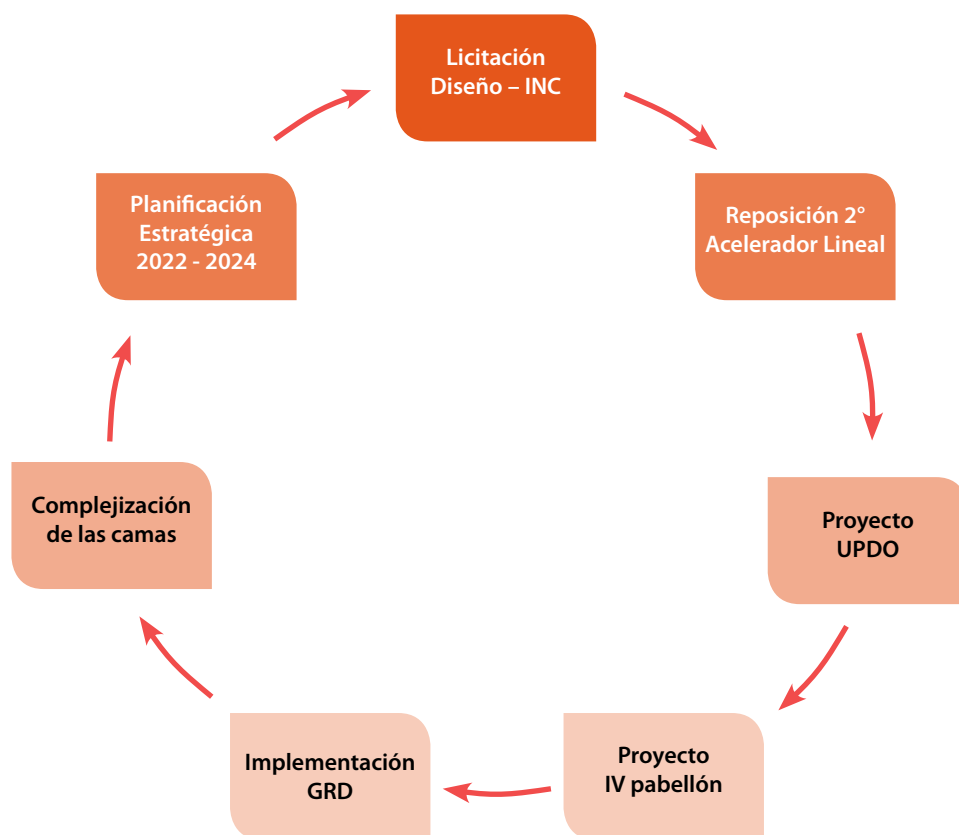 Licitación
Diseño – INC
Reposición 2°
Acelerador Lineal
Proyecto
UPDO
Proyecto
IV pabellón
Implementación
GRD
Complejización
de las camas
Planificación
Estratégica
2022 - 2024